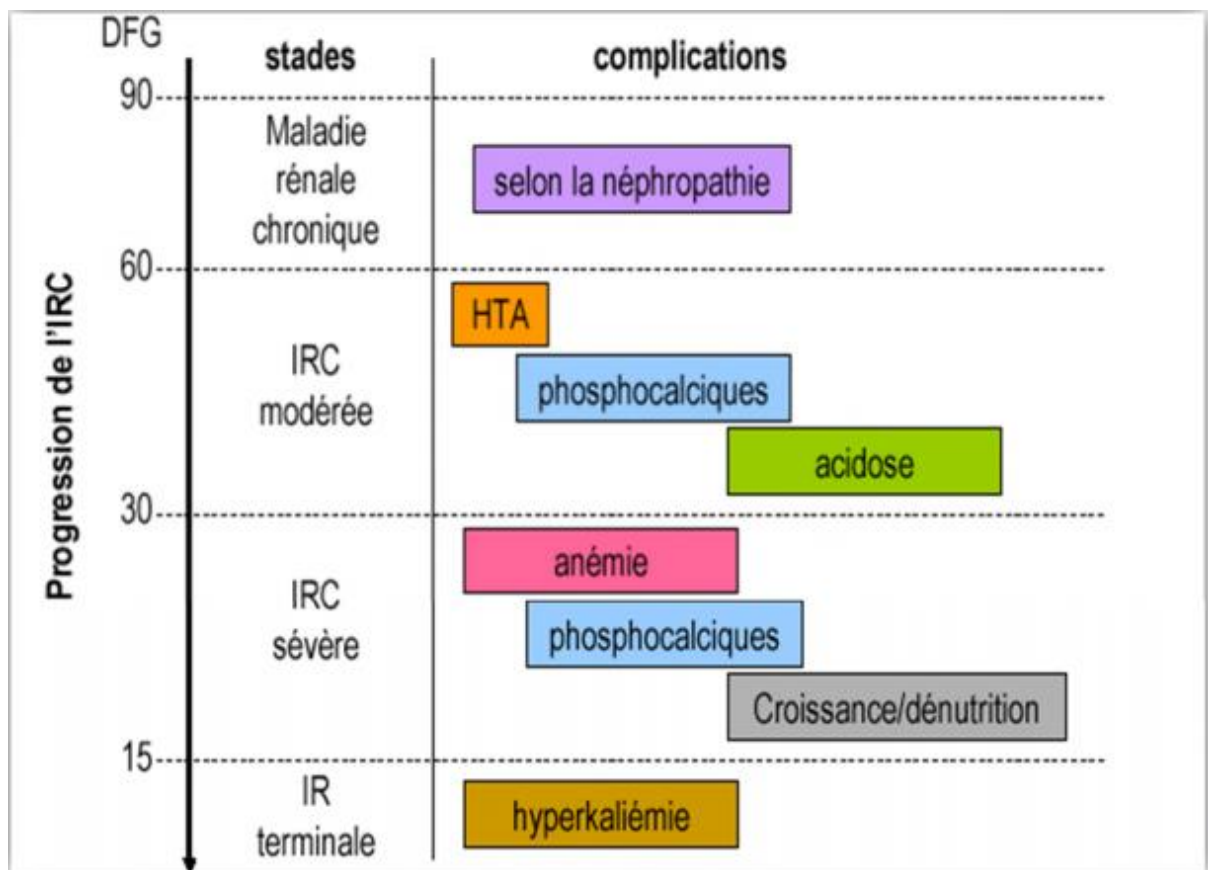 DFG
stades
complications
90
Maladie
rénale
chronique
selon la néphropathie
60
HTA
IRC
modérée
phosphocalciques
acidose
30
Progression de l'IRC
anémie
IRC
sévère
phosphocalciques
Croissance/dénutrition
15
IR
terminale
hyperkaliémie